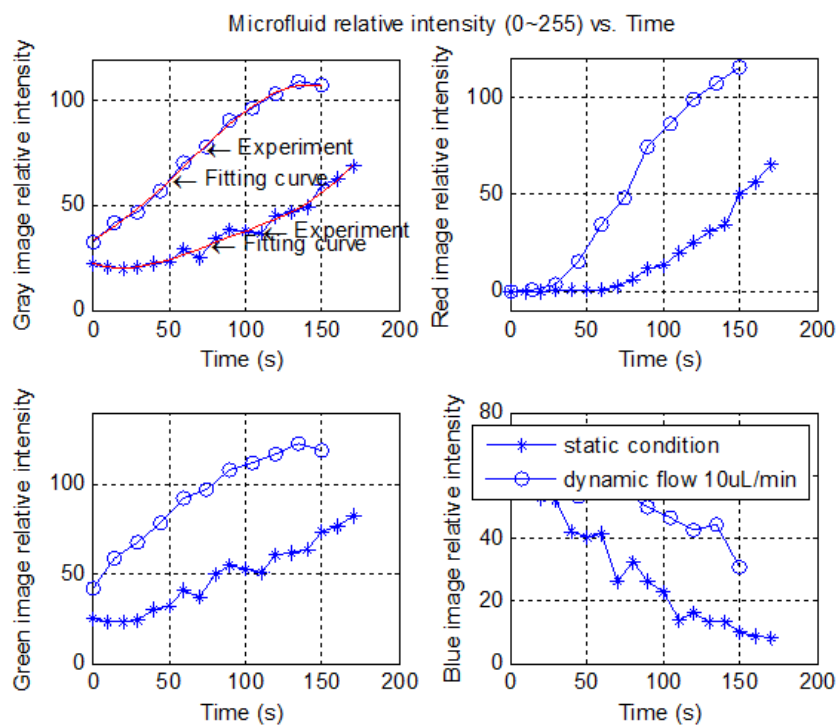 Microfluid relative intensity (0~255) vs. Time
Gray image relative intensity
100
50
0
← Experiment
← Fitting curve
← Experiment
← Fitting curve
0 50 100 150 200
Time (s)
Red image relative intensity
100
50
0
0 50 100 150 200
Time (s)
Green image relative intensity
100
50
0
0 50 100 150 200
Time (s)
Blue image relative intensity
80
40
20
0
static condition
dynamic flow 10uL/min
0 50 100 150 200
Time (s)